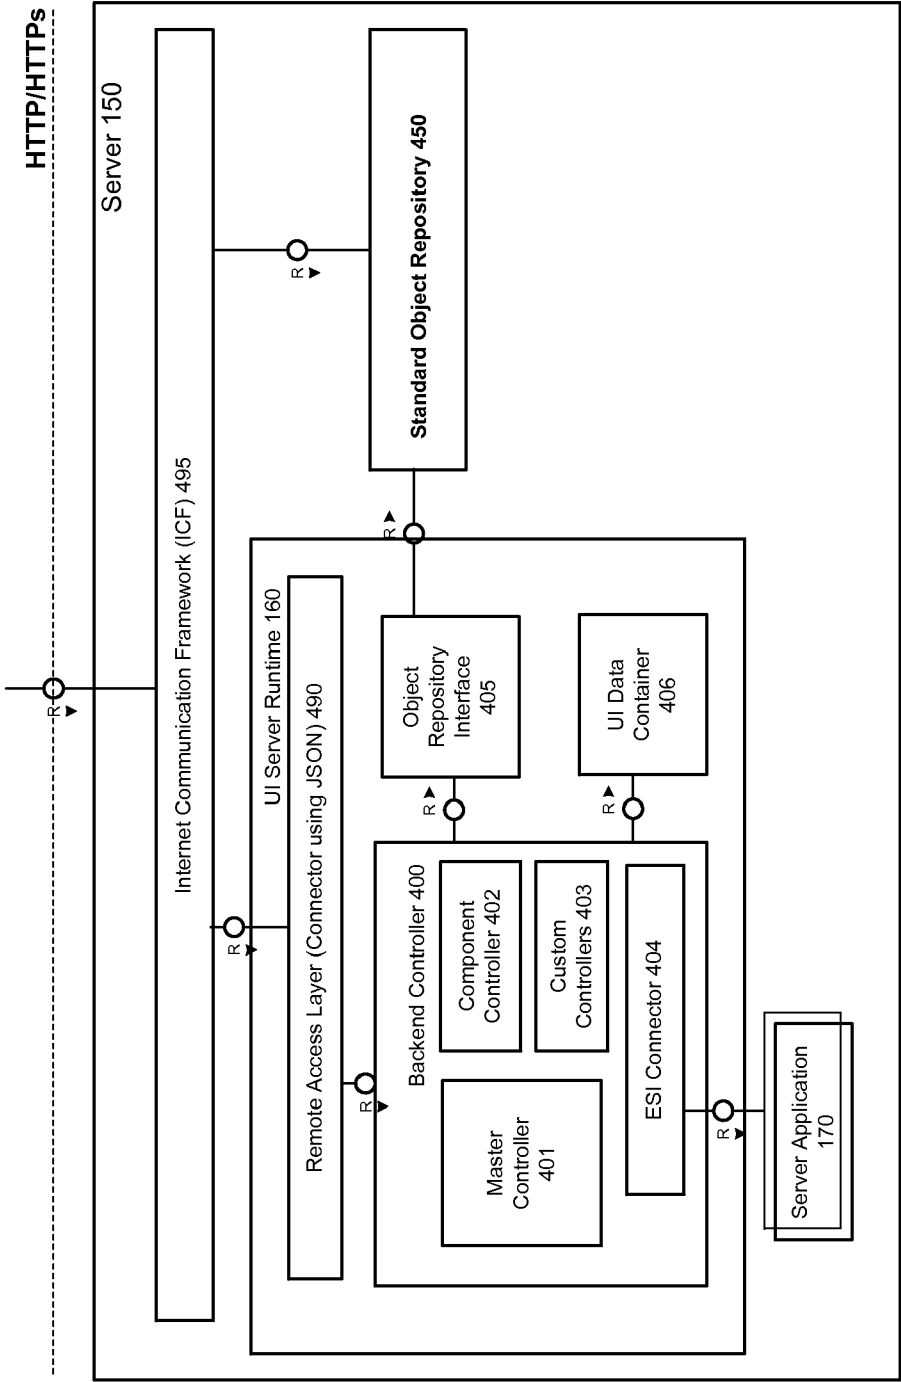 HTTP/HTTPs
R
Server 150
Internet Communication Framework (ICF) 495
R
R
UI Server Runtime 160
Remote Access Layer (Connector using JSON) 490
Standard Object Repository 450
R
R
Backend Controller 400
Object
Repository
Interface
405
R
Master
Controller
401
Component
Controller 402
Custom
Controllers 403
R
UI Data
Container
406
ESI Connector 404
R
Server Application
170